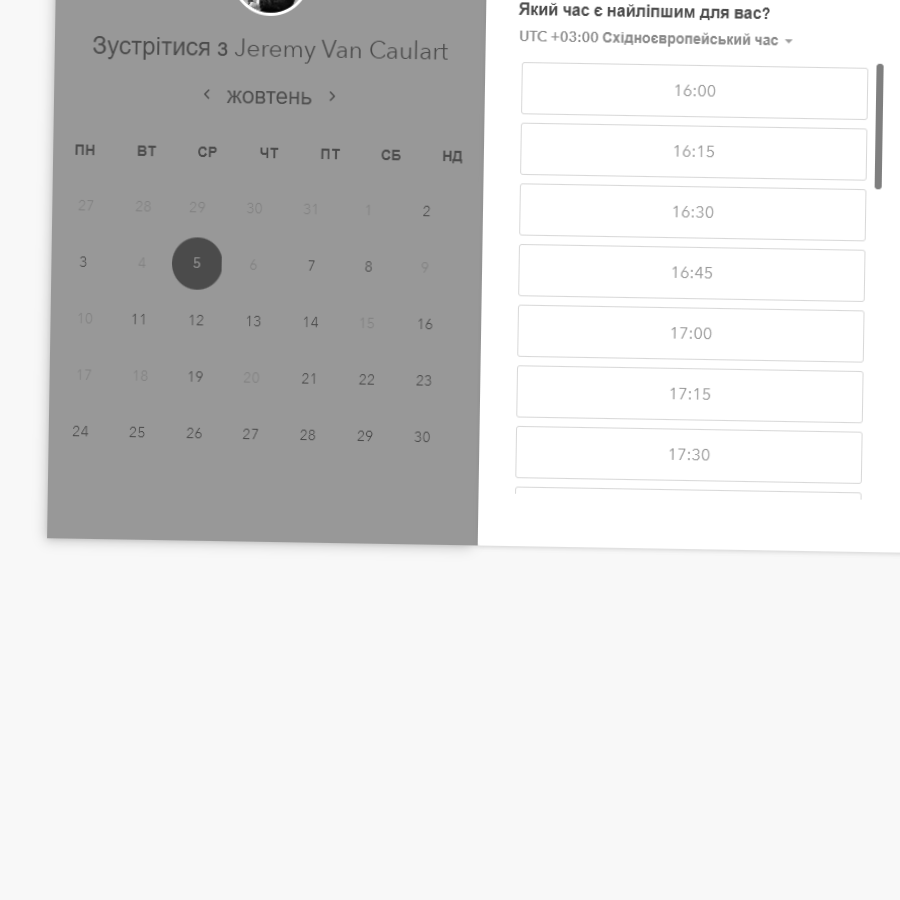 Зустрітися з Jeremy Van Caulart
жовтень
ПН ВТ СР ЧТ ПТ СБ НД
27 28 29 30 31 1 2
3 4 5 6 7 8 9
10 11 12 13 14 15 16
17 18 19 20 21 22 23
24 25 26 27 28 29 30
Який час є найліпшим для вас?
UTC +03:00 Східноєвропейський час
16:00
16:15
16:30
16:45
17:00
17:15
17:30